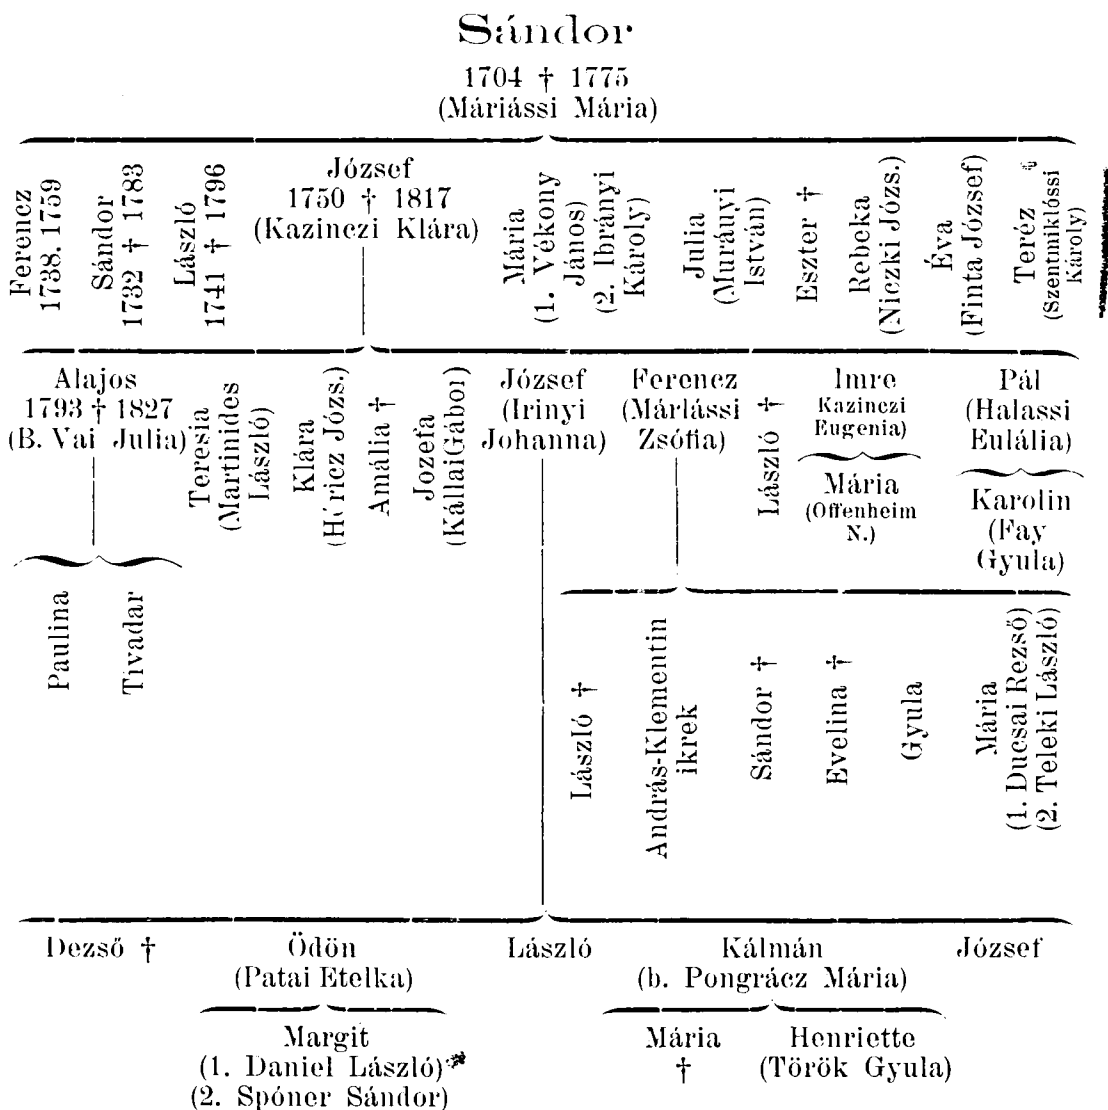 Sándor
1704 † 1775
(Máriássi Mária)
Ferencz
1738. 1759
Sándor
1732 † 1783
László
1741 † 1796
József
1750 † 1817
(Kazinczi Klára)
Mária
(1. Vékony
János)
(2. Ibrányi
Károly)
Julia
(Murányi
István)
Eszter †
Rebeka
(Niczki Józs.)
Éva
(Finta József)
Teréz
(Szentmiklóssi
Károly)
Alajos
1793 † 1827
(B. Vai Julia)
Teresia
(Martinides
László)
Klára
(Héricz Józs.)
Amália †
Jozefa
(Kállai Gábor)
József
(Irinyi
Johanna)
Ferencz
(Máriássi
Zsófia)
László †
Imre
Kazinczi
Eugenia)
Mária
(Offenheim
N.)
Pál
(Halassi
Eulália)
Karolin
(Fay
Gyula)
Paulina
Tivadar
László †
András-Klementin
ikrek
Sándor †
Evelina †
Gyula
Mária
(1. Ducsai Rezső)
(2. Teleki László)
Dezső †
Ödön
(Patai Etelka)
László
Kálmán
(b. Pongrácz Mária)
József
Margit
(1. Daniel László)
(2. Spóner Sándor)
Mária
†
Henriette
(Török Gyula)